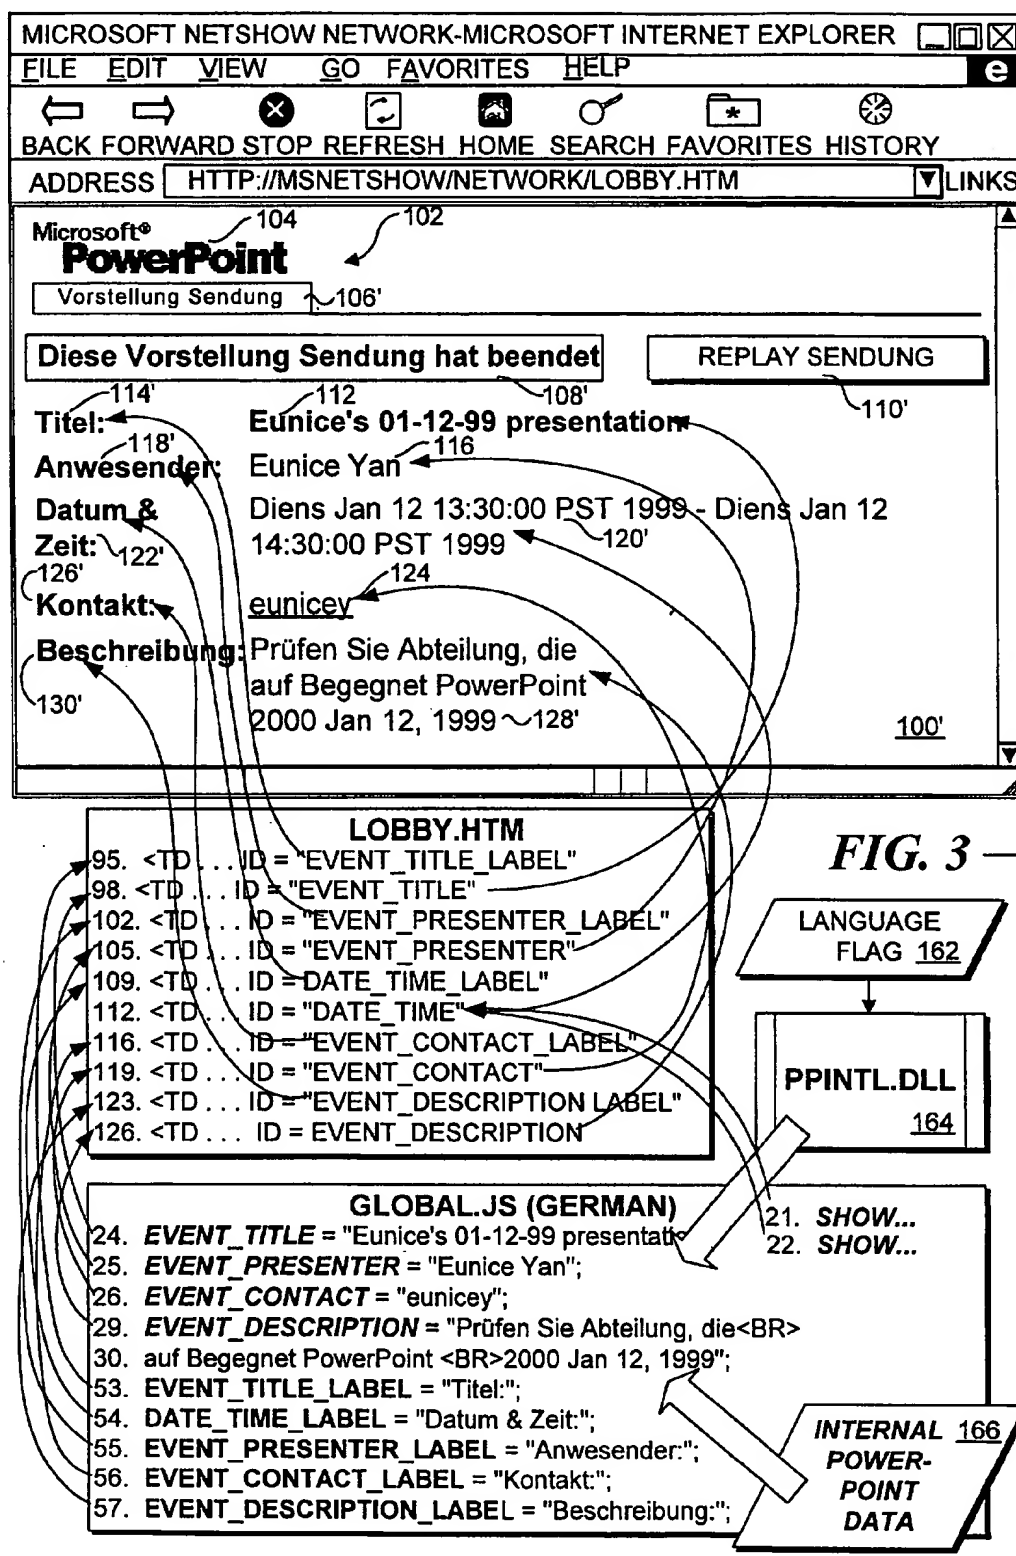 MICROSOFT NETSHOW NETWORK-MICROSOFT INTERNET EXPLORER
FILE EDIT VIEW GO FAVORITES HELP
e
BACK FORWARD STOP REFRESH HOME SEARCH FAVORITES HISTORY
ADDRESS HTTP://MSNETSHOW/NETWORK/LOBBY.HTM LINKS
Microsoft® 104 102
PowerPoint
Vorstellung Sendung 106'
Diese Vorstellung Sendung hat beendet REPLAY SENDUNG
114' 112 108' 110'
Titel: Eunice's 01-12-99 presentation
118' 116
Anwesender: Eunice Yan
Datum & Diens Jan 12 13:30:00 PST 1999 - Diens Jan 12
Zeit: 122' 14:30:00 PST 1999 120'
126' 124
Kontakt: eunicey
Beschreibung: Prüfen Sie Abteilung, die
auf Begegnet PowerPoint
130' 2000 Jan 12, 1999 128' 100'
LOBBY.HTM
FIG. 3
95. <TD . . . ID = "EVENT_TITLE_LABEL"
98. <TD . . . ID = "EVENT_TITLE"
102. <TD . . . ID = "EVENT_PRESENTER_LABEL"
105. <TD . . . ID = "EVENT_PRESENTER"
109. <TD . . . ID = DATE_TIME_LABEL"
112. <TD . . . ID = "DATE_TIME"
116. <TD . . . ID = "EVENT_CONTACT_LABEL"
119. <TD . . . ID = "EVENT_CONTACT"
123. <TD . . . ID = "EVENT_DESCRIPTION LABEL"
126. <TD . . . ID = EVENT_DESCRIPTION
LANGUAGE
FLAG 162
PPINTL.DLL
164
GLOBAL.JS (GERMAN)
21. SHOW...
22. SHOW...
24. EVENT_TITLE = "Eunice's 01-12-99 presentatio
25. EVENT_PRESENTER = "Eunice Yan";
26. EVENT_CONTACT = "eunicey";
29. EVENT_DESCRIPTION = "Prüfen Sie Abteilung, die<BR>
30. auf Begegnet PowerPoint <BR>2000 Jan 12, 1999";
53. EVENT_TITLE_LABEL = "Titel:";
54. DATE_TIME_LABEL = "Datum & Zeit:";
55. EVENT_PRESENTER_LABEL = "Anwesender:";
56. EVENT_CONTACT_LABEL = "Kontakt:";
57. EVENT_DESCRIPTION_LABEL = "Beschreibung:";
INTERNAL 166
POWER-
POINT
DATA